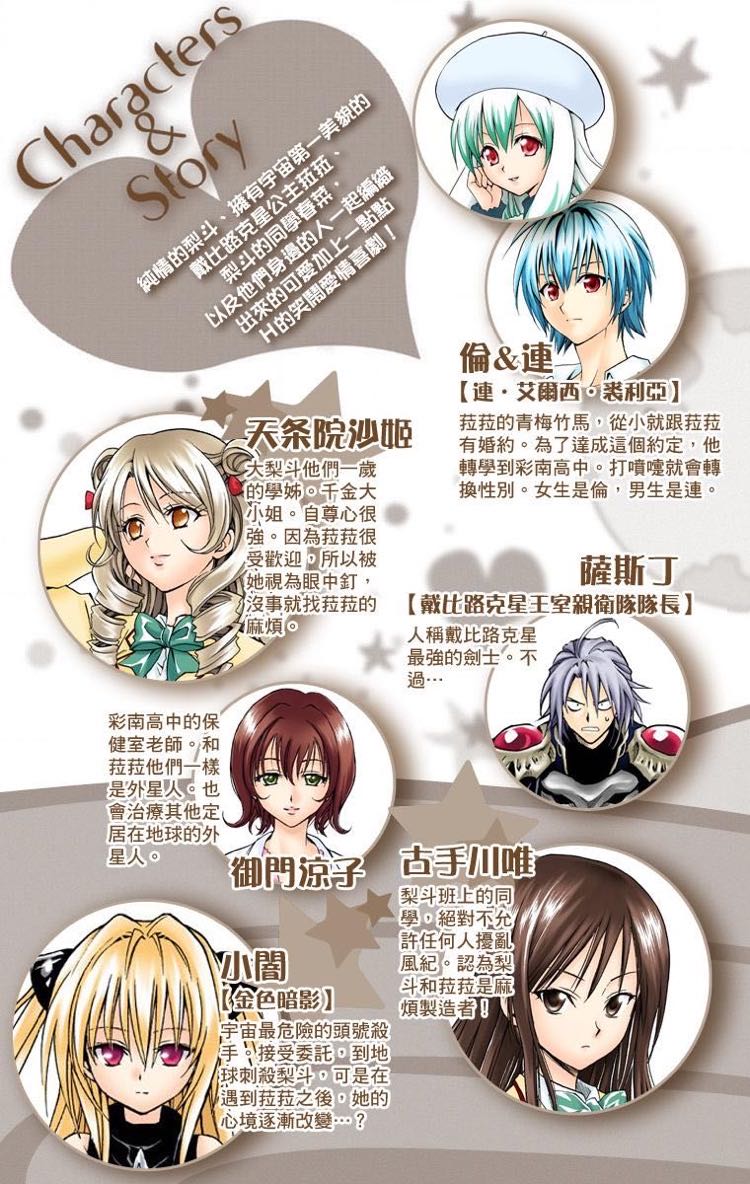 Characters
&
Story
純情的梨斗、擁有宇宙第一美貌的
戴比路克星公主菈菈、
梨斗的同學春菜，
以及他們身邊的人一起編織
出來的可愛加上一點點
H的笑鬧愛情喜劇！
倫&連
【連・艾爾西・裘利亞】
菈菈的青梅竹馬，從小就跟菈菈
有婚約。為了達成這個約定，他
轉學到彩南高中。打噴嚏就會轉
換性別。女生是倫，男生是連。
天条院沙姬
大梨斗他們一歲
的學姊。千金大
小姐。自尊心很
強。因為菈菈很
受歡迎，所以被
她視為眼中釘，
沒事就找菈菈的
麻煩。
薩斯丁
【戴比路克星王室親衛隊隊長】
人稱戴比路克星
最強的劍士。不
過…
彩南高中的保
健室老師。和
菈菈他們一樣
是外星人。也
會治療其他定
居在地球的外
星人。
御門涼子
古手川唯
梨斗班上的同
學，絕對不允
許任何人擾亂
風紀。認為梨
斗和菈菈是麻
煩製造者！
小闇
【金色暗影】
宇宙最危險的頭號殺
手。接受委託，到地
球刺殺梨斗，可是在
遇到菈菈之後，她的
心境逐漸改變…？